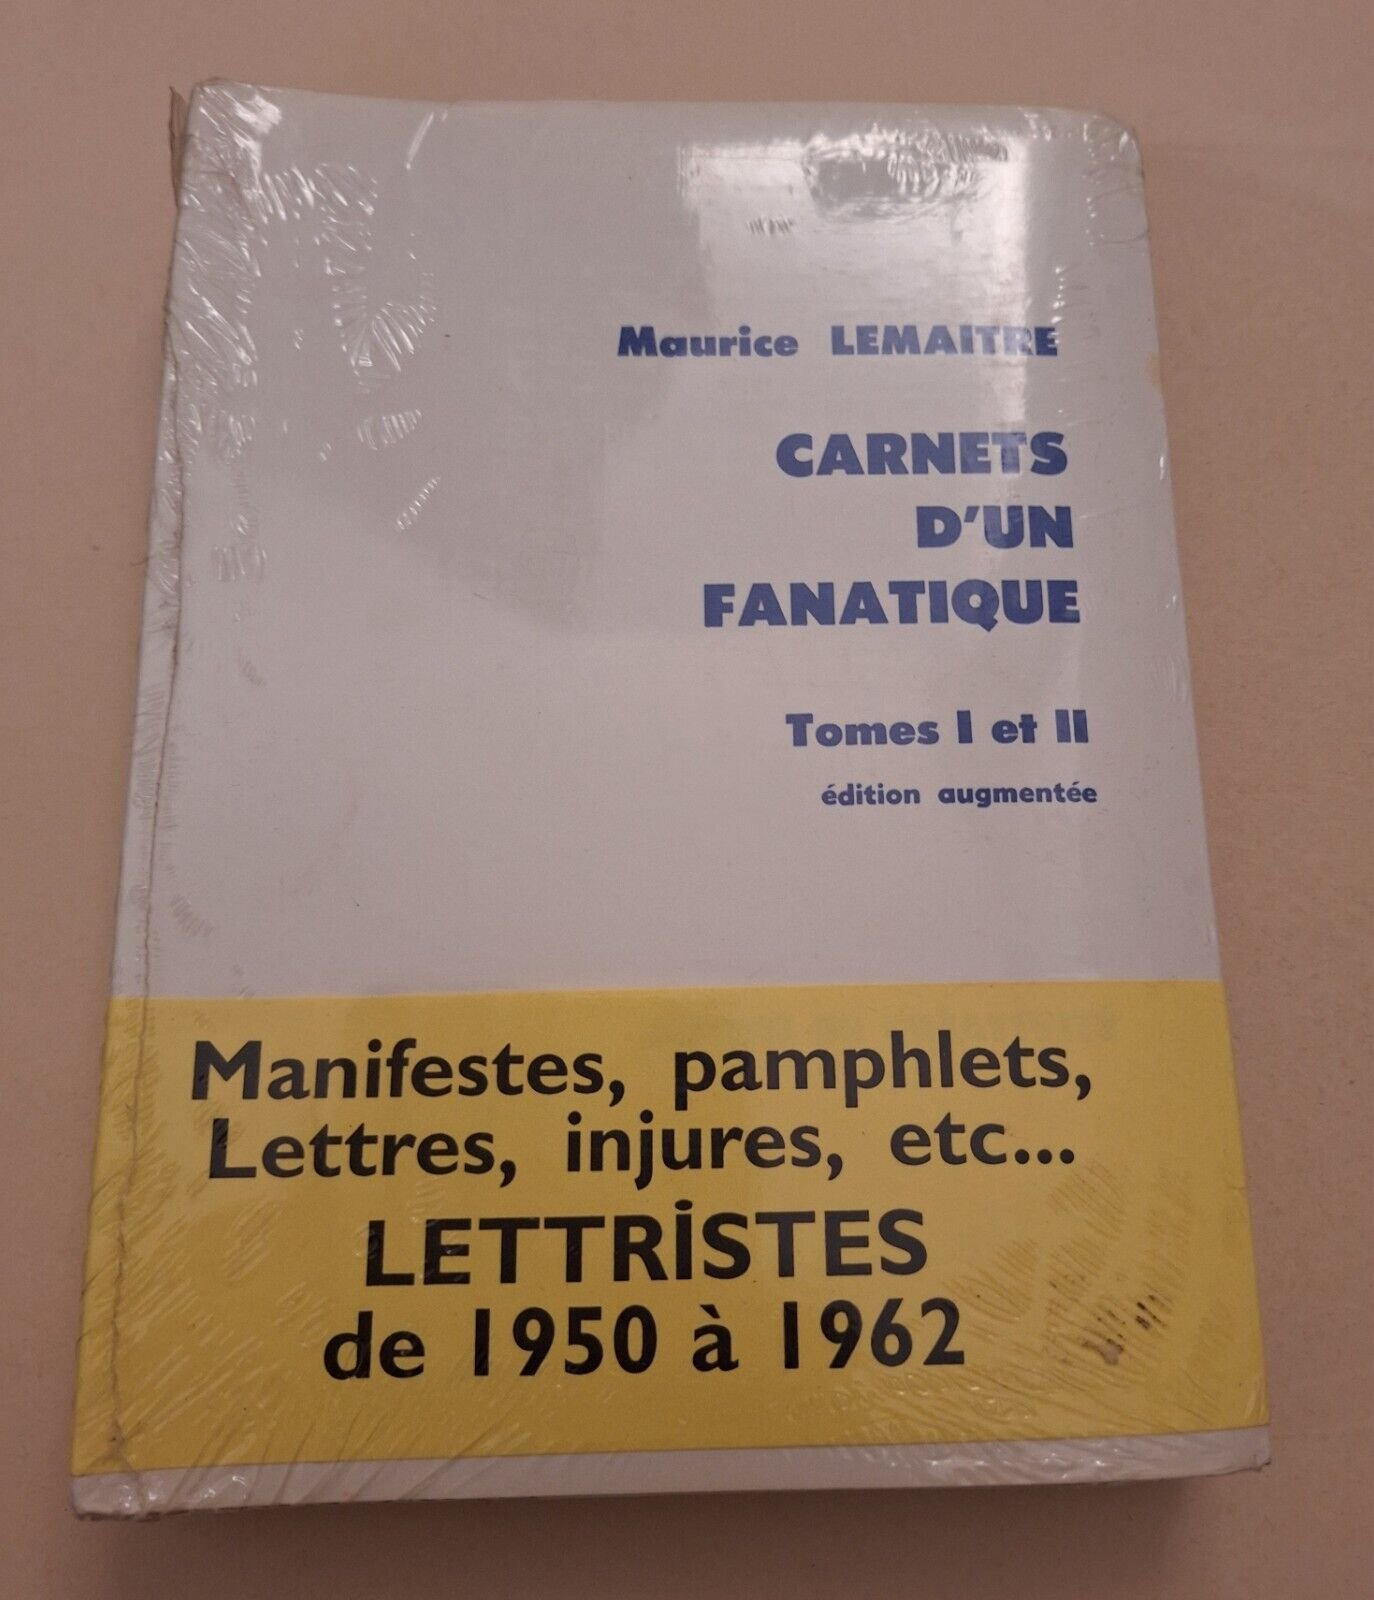 Maurice LEMAITRE
CARNETS
D'UN
FANATIQUE
Tomes I et II
édition augmentée
Manifestes, pamphlets,
Lettres, injures, etc...
LETTRiSTES
de 1950 à 1962